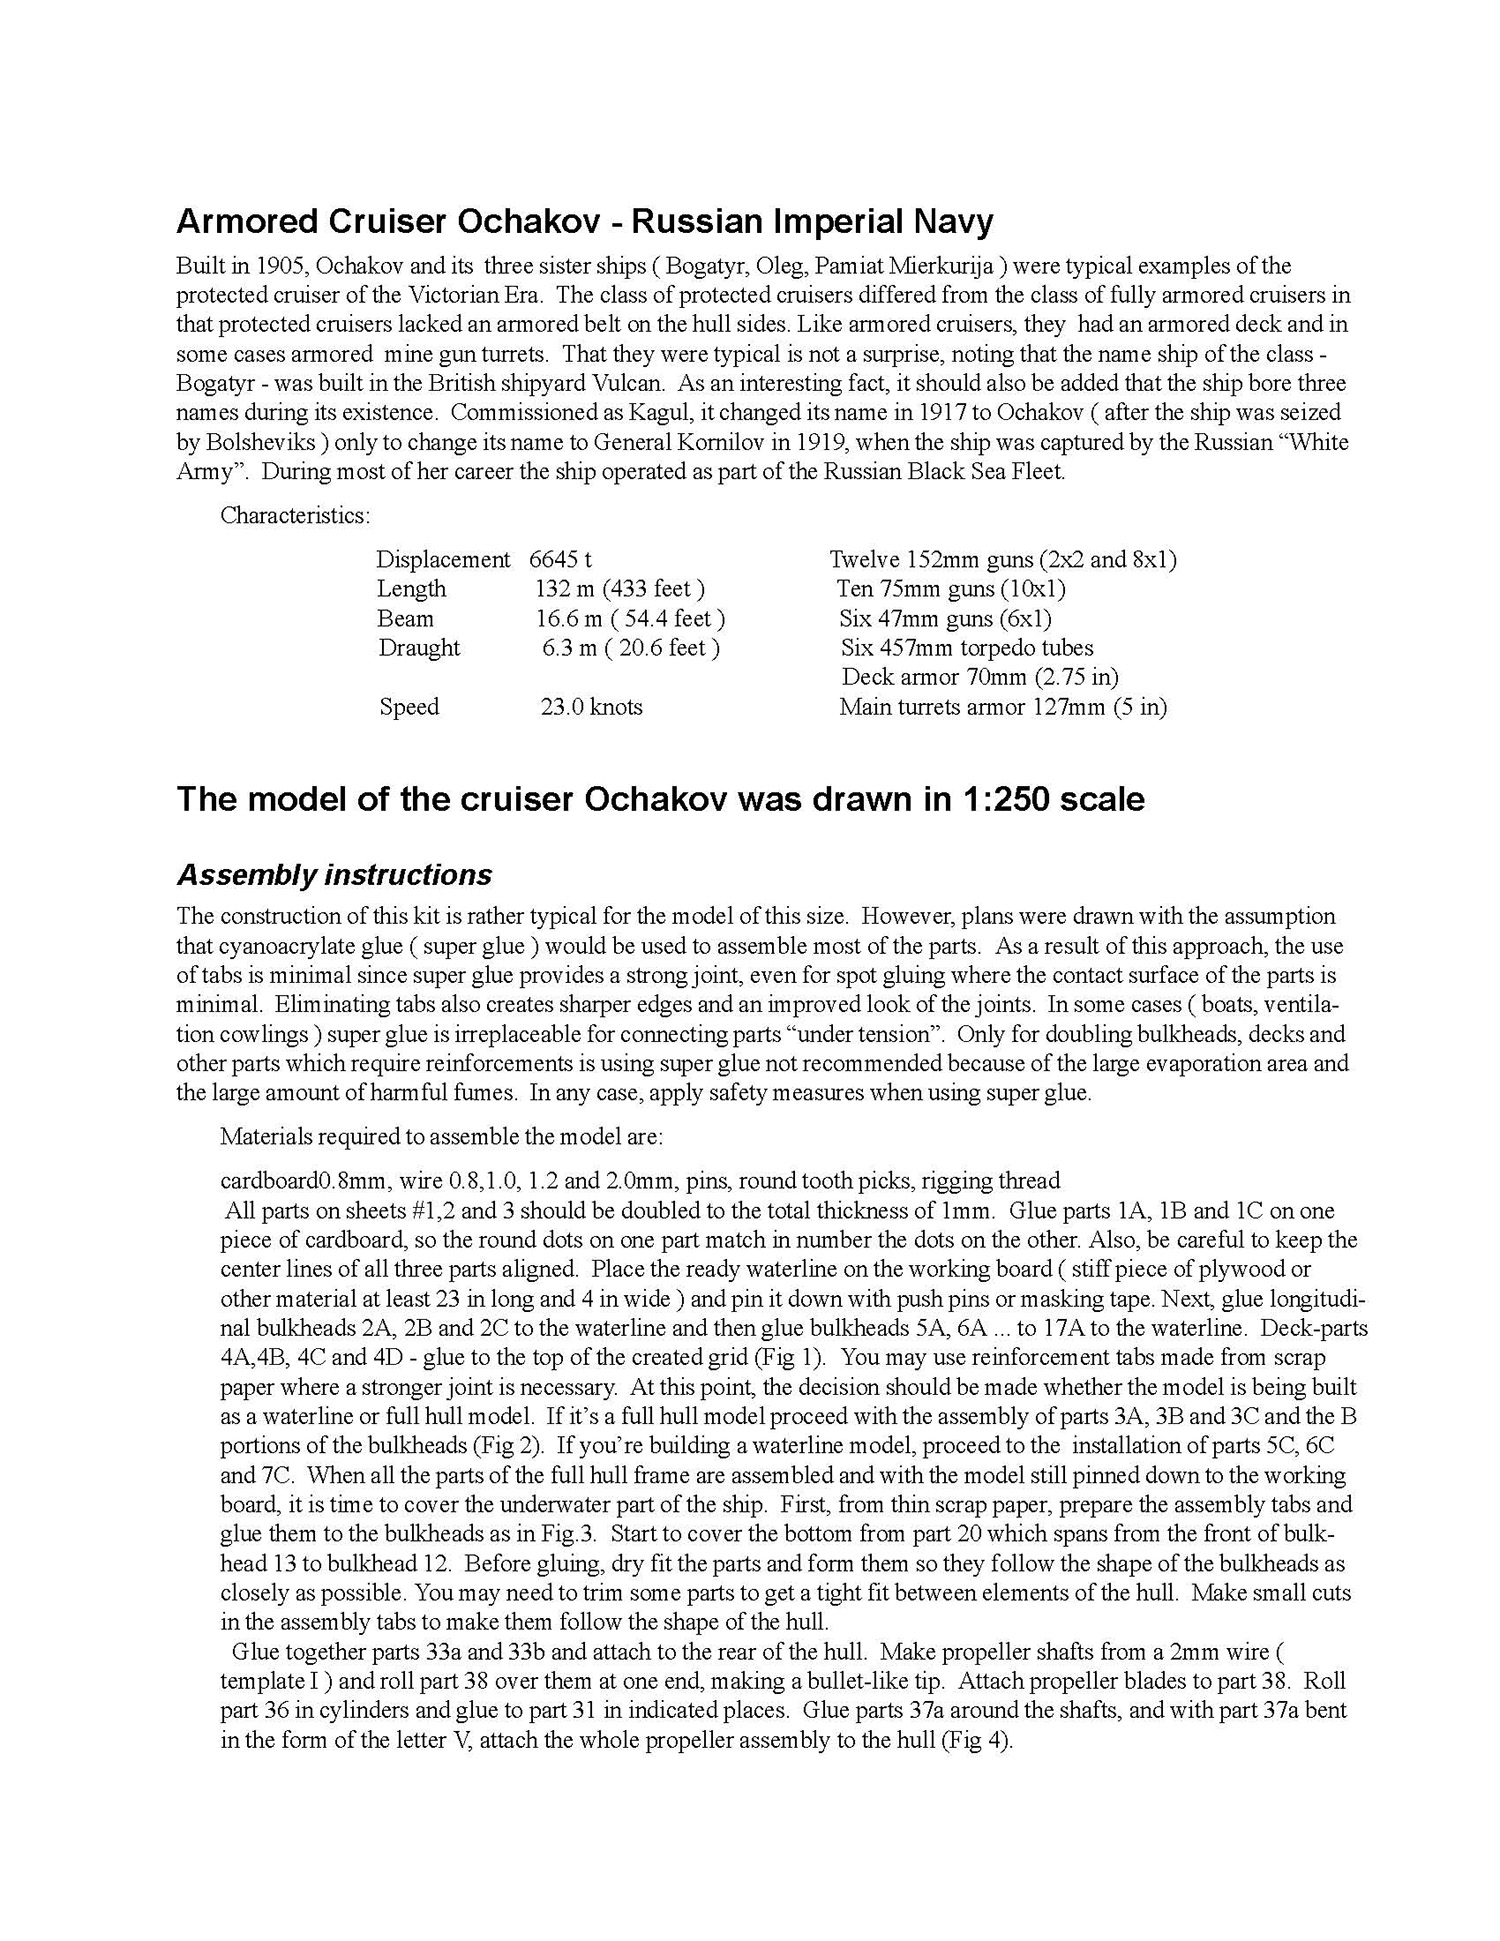 Armored Cruiser Ochakov - Russian Imperial Navy
Built in 1905, Ochakov and its three sister ships ( Bogatyr, Oleg, Pamiat Mierkurija ) were typical examples of the
protected cruiser of the Victorian Era. The class of protected cruisers differed from the class of fully armored cruisers in
that protected cruisers lacked an armored belt on the hull sides. Like armored cruisers, they had an armored deck and in
some cases armored mine gun turrets. That they were typical is not a surprise, noting that the name ship of the class -
Bogatyr - was built in the British shipyard Vulcan. As an interesting fact, it should also be added that the ship bore three
names during its existence. Commissioned as Kagul, it changed its name in 1917 to Ochakov ( after the ship was seized
by Bolsheviks ) only to change its name to General Kornilov in 1919, when the ship was captured by the Russian “White
Army”. During most of her career the ship operated as part of the Russian Black Sea Fleet.
Characteristics:
Displacement 6645 t Twelve 152mm guns (2x2 and 8x1)
Length 132 m (433 feet ) Ten 75mm guns (10x1)
Beam 16.6 m ( 54.4 feet ) Six 47mm guns (6x1)
Draught 6.3 m ( 20.6 feet ) Six 457mm torpedo tubes
Deck armor 70mm (2.75 in)
Speed 23.0 knots Main turrets armor 127mm (5 in)
The model of the cruiser Ochakov was drawn in 1:250 scale
Assembly instructions
The construction of this kit is rather typical for the model of this size. However, plans were drawn with the assumption
that cyanoacrylate glue ( super glue ) would be used to assemble most of the parts. As a result of this approach, the use
of tabs is minimal since super glue provides a strong joint, even for spot gluing where the contact surface of the parts is
minimal. Eliminating tabs also creates sharper edges and an improved look of the joints. In some cases ( boats, ventila-
tion cowlings ) super glue is irreplaceable for connecting parts “under tension”. Only for doubling bulkheads, decks and
other parts which require reinforcements is using super glue not recommended because of the large evaporation area and
the large amount of harmful fumes. In any case, apply safety measures when using super glue.
Materials required to assemble the model are:
cardboard0.8mm, wire 0.8,1.0, 1.2 and 2.0mm, pins, round tooth picks, rigging thread
All parts on sheets #1,2 and 3 should be doubled to the total thickness of 1mm. Glue parts 1A, 1B and 1C on one
piece of cardboard, so the round dots on one part match in number the dots on the other. Also, be careful to keep the
center lines of all three parts aligned. Place the ready waterline on the working board ( stiff piece of plywood or
other material at least 23 in long and 4 in wide ) and pin it down with push pins or masking tape. Next, glue longitudi-
nal bulkheads 2A, 2B and 2C to the waterline and then glue bulkheads 5A, 6A ... to 17A to the waterline. Deck-parts
4A,4B, 4C and 4D - glue to the top of the created grid (Fig 1). You may use reinforcement tabs made from scrap
paper where a stronger joint is necessary. At this point, the decision should be made whether the model is being built
as a waterline or full hull model. If it’s a full hull model proceed with the assembly of parts 3A, 3B and 3C and the B
portions of the bulkheads (Fig 2). If you’re building a waterline model, proceed to the installation of parts 5C, 6C
and 7C. When all the parts of the full hull frame are assembled and with the model still pinned down to the working
board, it is time to cover the underwater part of the ship. First, from thin scrap paper, prepare the assembly tabs and
glue them to the bulkheads as in Fig.3. Start to cover the bottom from part 20 which spans from the front of bulk-
head 13 to bulkhead 12. Before gluing, dry fit the parts and form them so they follow the shape of the bulkheads as
closely as possible. You may need to trim some parts to get a tight fit between elements of the hull. Make small cuts
in the assembly tabs to make them follow the shape of the hull.
Glue together parts 33a and 33b and attach to the rear of the hull. Make propeller shafts from a 2mm wire (
template I ) and roll part 38 over them at one end, making a bullet-like tip. Attach propeller blades to part 38. Roll
part 36 in cylinders and glue to part 31 in indicated places. Glue parts 37a around the shafts, and with part 37a bent
in the form of the letter V, attach the whole propeller assembly to the hull (Fig 4).